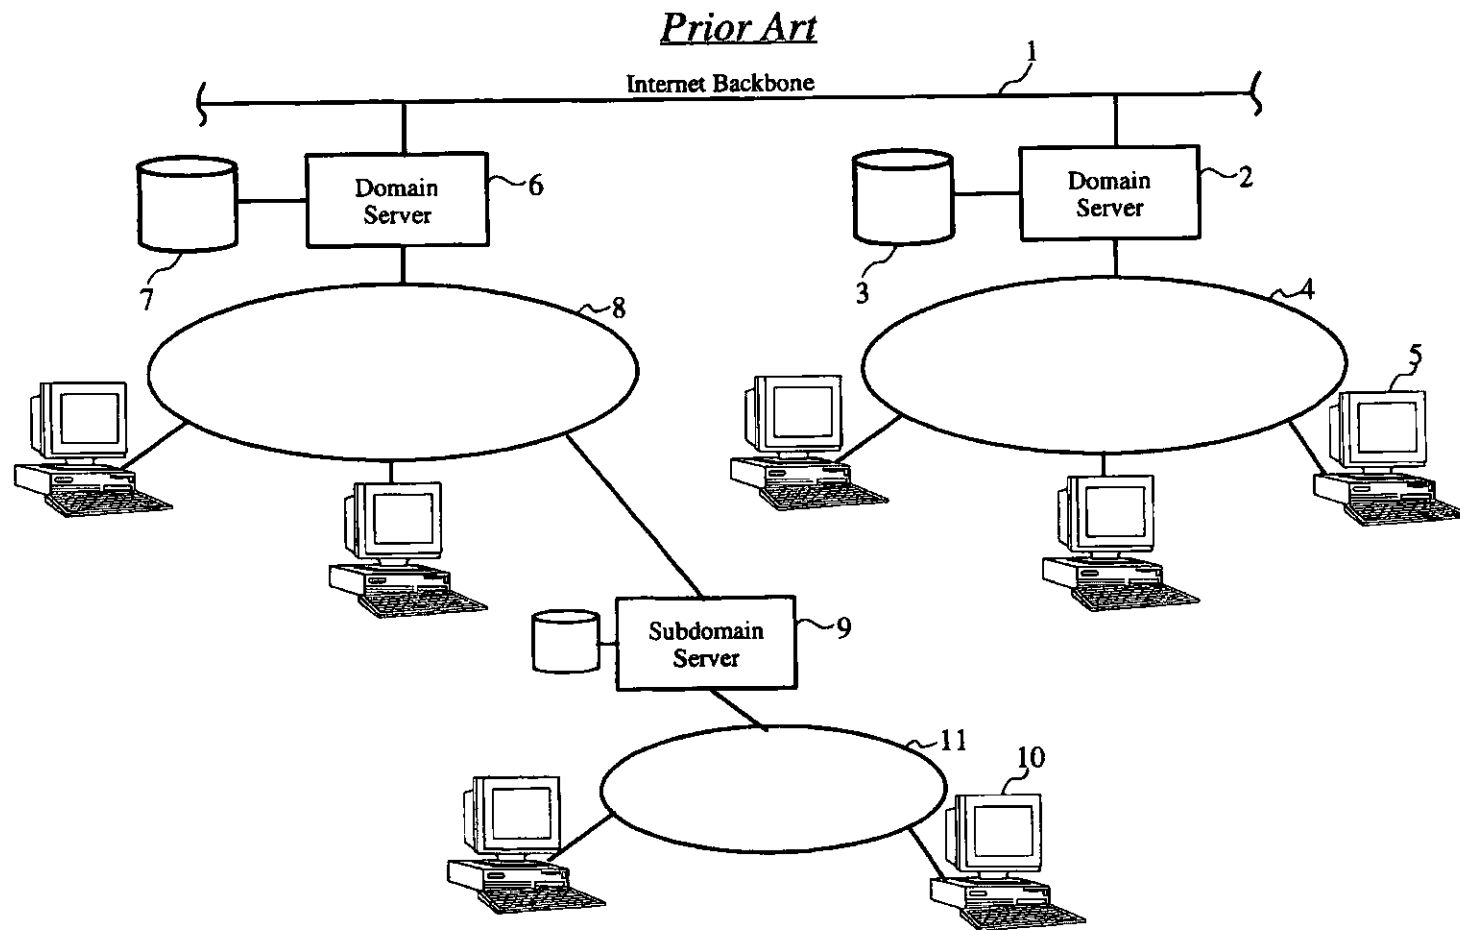 Prior Art
1
Internet Backbone
Domain
Server
6
Domain
Server
2
7
3
8
4
5
Subdomain
Server
9
11
10